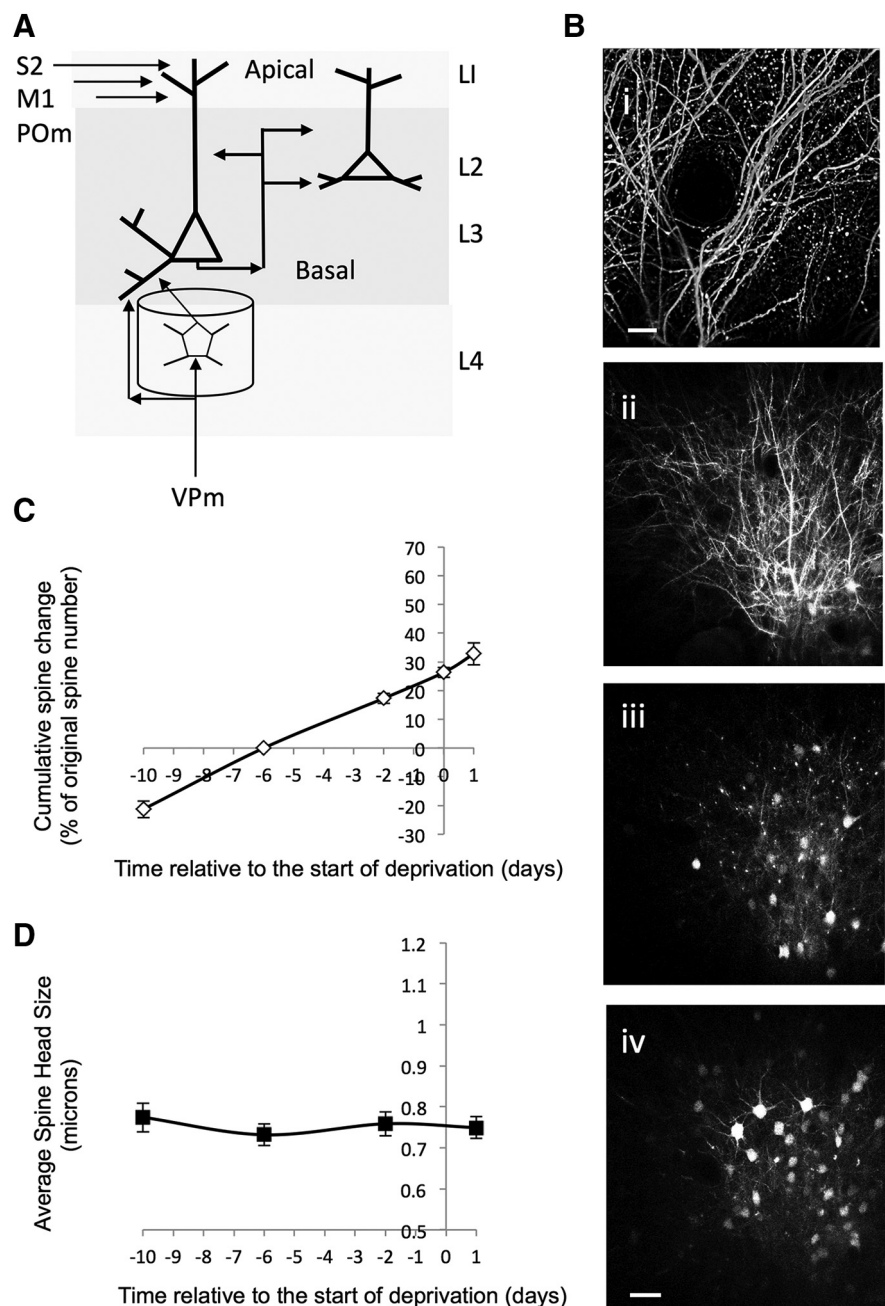 A
S2
M1
POm
Apical
Basal
L1
L2
L3
L4
VPm
B
i
ii
iii
iv
C
Cumulative spine change
(% of original spine number)
70
60
50
40
30
20
10
0
-10
-20
-30
-10 -9 -8 -7 -6 -5 -4 -3 -2 -1 0 1
Time relative to the start of deprivation (days)
D
Average Spine Head Size
(microns)
1.2
1.1
1
0.9
0.8
0.7
0.6
0.5
-10 -9 -8 -7 -6 -5 -4 -3 -2 -1 0 1
Time relative to the start of deprivation (days)